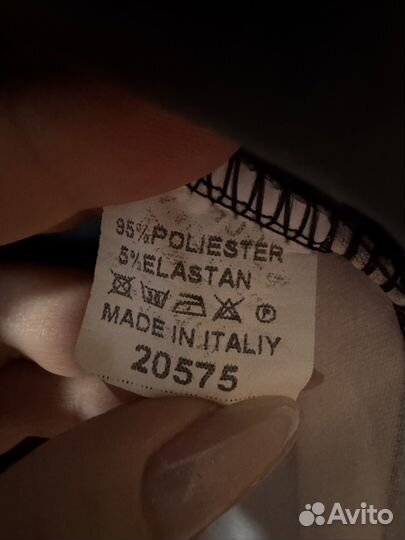 95% POLIESTER
5% ELASTAN
P
MADE IN ITALIY
20575
Avito